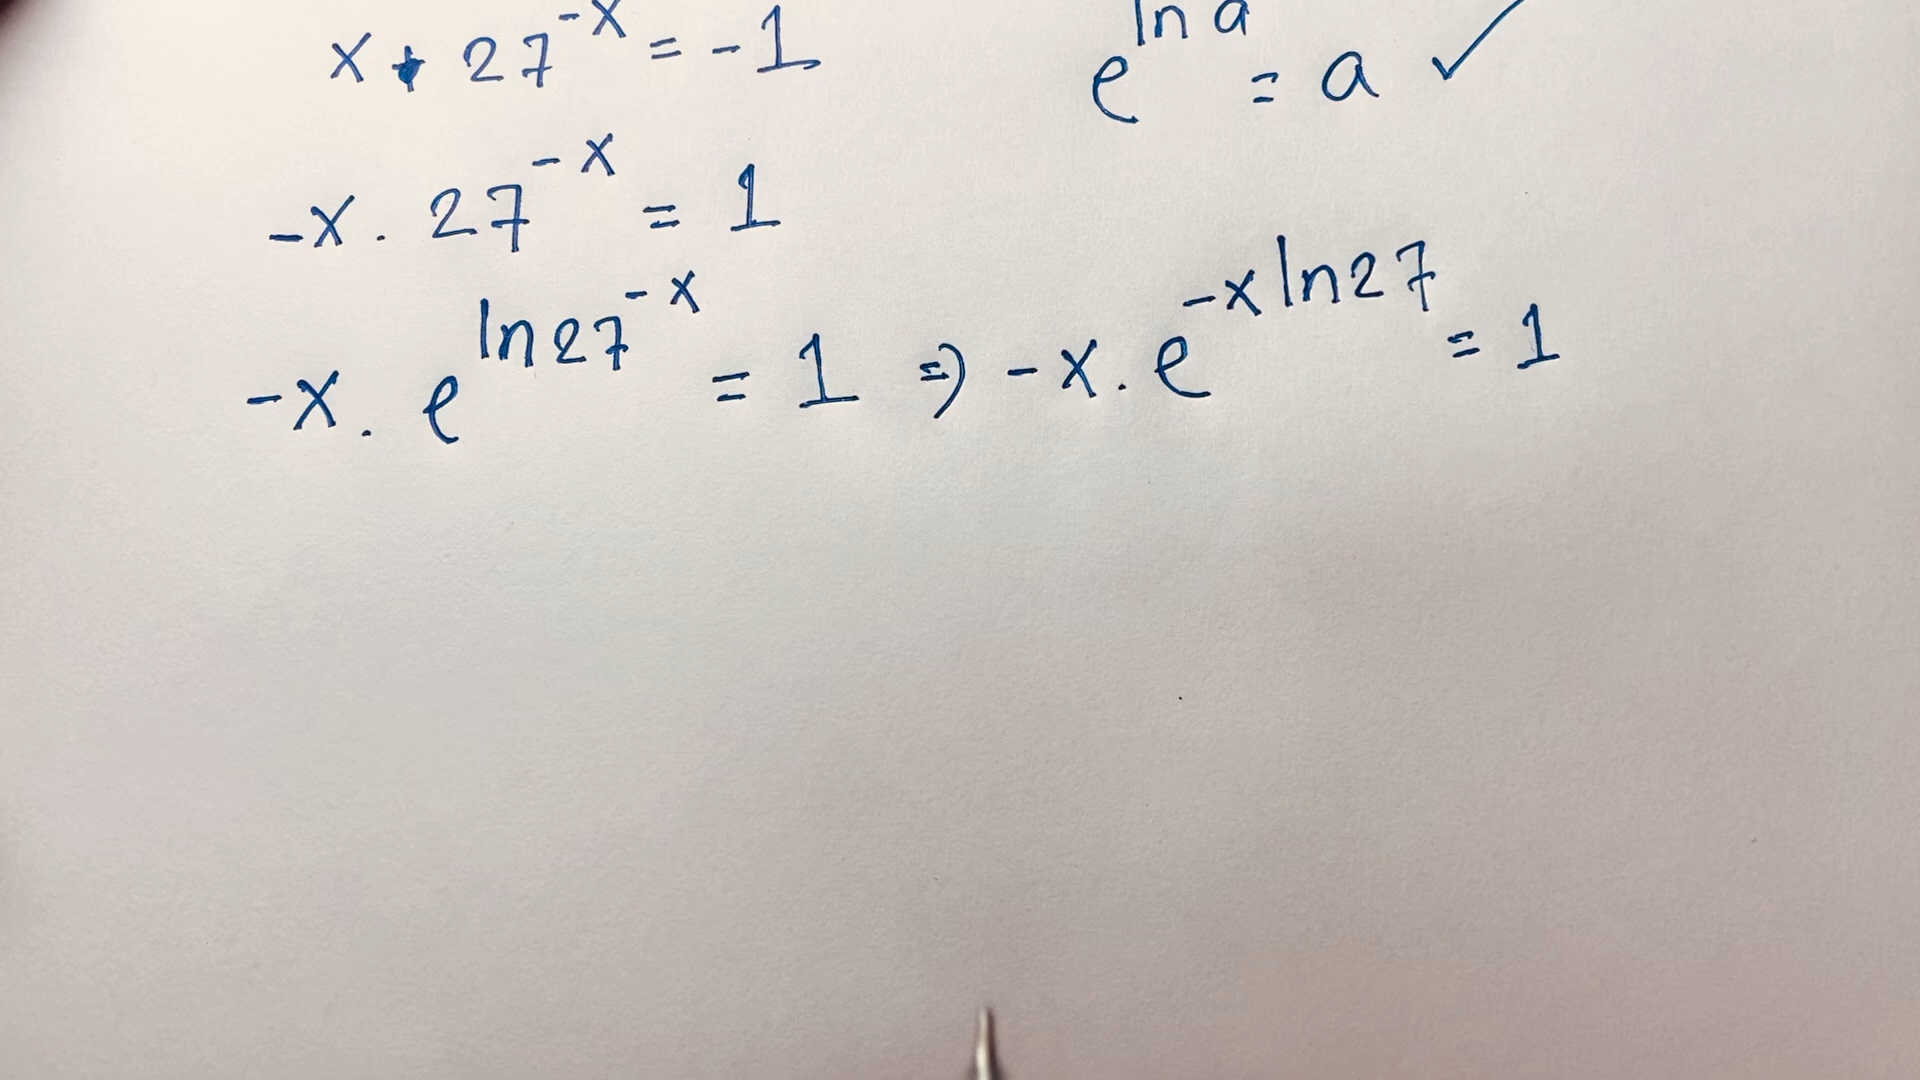 x · 27^-x = -1
e^ln a = a ✓
-x . 27^-x = 1
-x . e^ln27^-x = 1 ⇒ -x . e^-x ln27 = 1